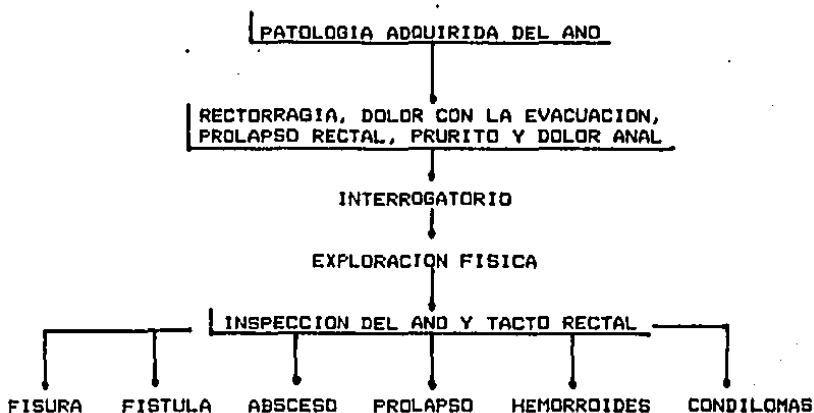 PATOLOGIA ADQUIRIDA DEL ANO
RECTORRAGIA, DOLOR CON LA EVACUACION,
PROLAPSO RECTAL, PRURITO Y DOLOR ANAL
INTERROGATORIO
EXPLORACION FISICA
INSPECCION DEL ANO Y TACTO RECTAL
FISURA FISTULA ABSCESO PROLAPSO HEMORROIDES CONDILOMAS